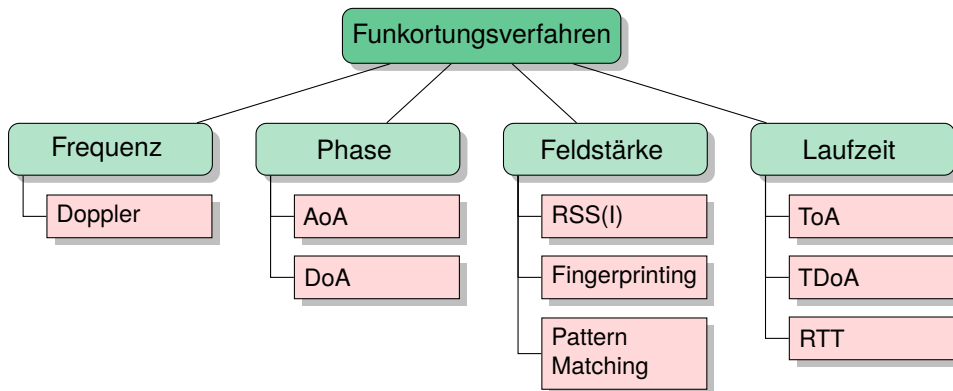 Funkortungsverfahren
Frequenz
Phase
Feldstärke
Laufzeit
Doppler
AoA
RSS(I)
ToA
DoA
Fingerprinting
TDoA
Pattern
Matching
RTT